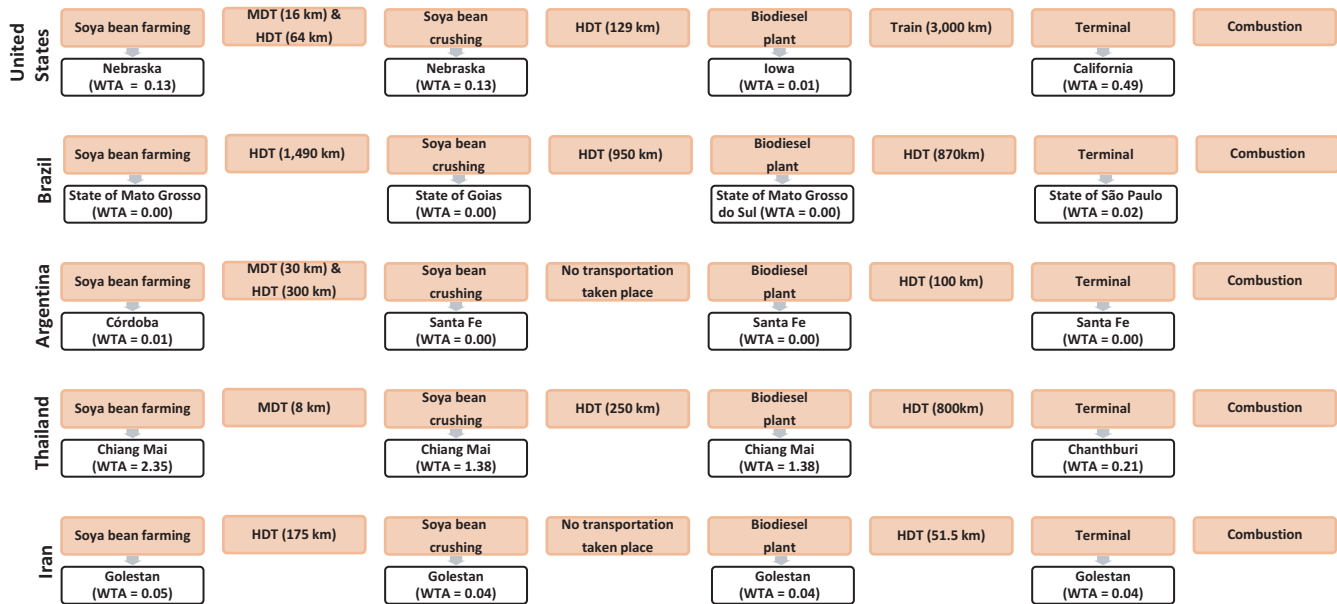 United
States
Soya bean farming
MDT (16 km) &
HDT (64 km)
Soya bean
crushing
HDT (129 km)
Biodiesel
plant
Train (3,000 km)
Terminal
Combustion
Nebraska
(WTA = 0.13)
Nebraska
(WTA = 0.13)
Iowa
(WTA = 0.01)
California
(WTA = 0.49)
Brazil
Soya bean farming
HDT (1,490 km)
Soya bean
crushing
HDT (950 km)
Biodiesel
plant
HDT (870km)
Terminal
Combustion
State of Mato Grosso
(WTA = 0.00)
State of Goias
(WTA = 0.00)
State of Mato Grosso
do Sul (WTA = 0.00)
State of São Paulo
(WTA = 0.02)
Argentina
Soya bean farming
MDT (30 km) &
HDT (300 km)
Soya bean
crushing
No transportation
taken place
Biodiesel
plant
HDT (100 km)
Terminal
Combustion
Córdoba
(WTA = 0.01)
Santa Fe
(WTA = 0.00)
Santa Fe
(WTA = 0.00)
Santa Fe
(WTA = 0.00)
Thailand
Soya bean farming
MDT (8 km)
Soya bean
crushing
HDT (250 km)
Biodiesel
plant
HDT (800km)
Terminal
Combustion
Chiang Mai
(WTA = 2.35)
Chiang Mai
(WTA = 1.38)
Chiang Mai
(WTA = 1.38)
Chanthburi
(WTA = 0.21)
Iran
Soya bean farming
HDT (175 km)
Soya bean
crushing
No transportation
taken place
Biodiesel
plant
HDT (51.5 km)
Terminal
Combustion
Golestan
(WTA = 0.05)
Golestan
(WTA = 0.04)
Golestan
(WTA = 0.04)
Golestan
(WTA = 0.04)